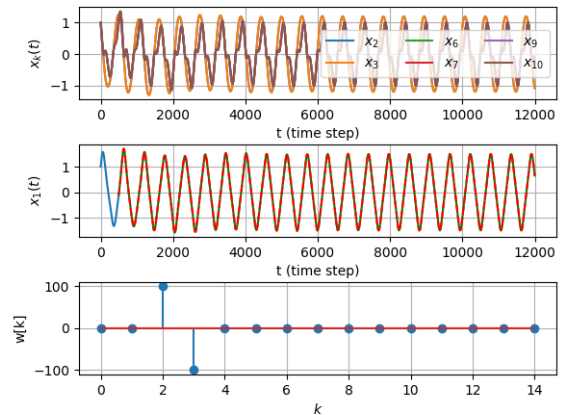 x_k(t)
1
0
−1
x_2 x_6 x_9
x_3 x_7 x_10
0 2000 4000 6000 8000 10000 12000
t (time step)
x_1(t)
1
0
−1
0 2000 4000 6000 8000 10000 12000
t (time step)
w[k]
100
0
−100
0 2 4 6 8 10 12 14
k